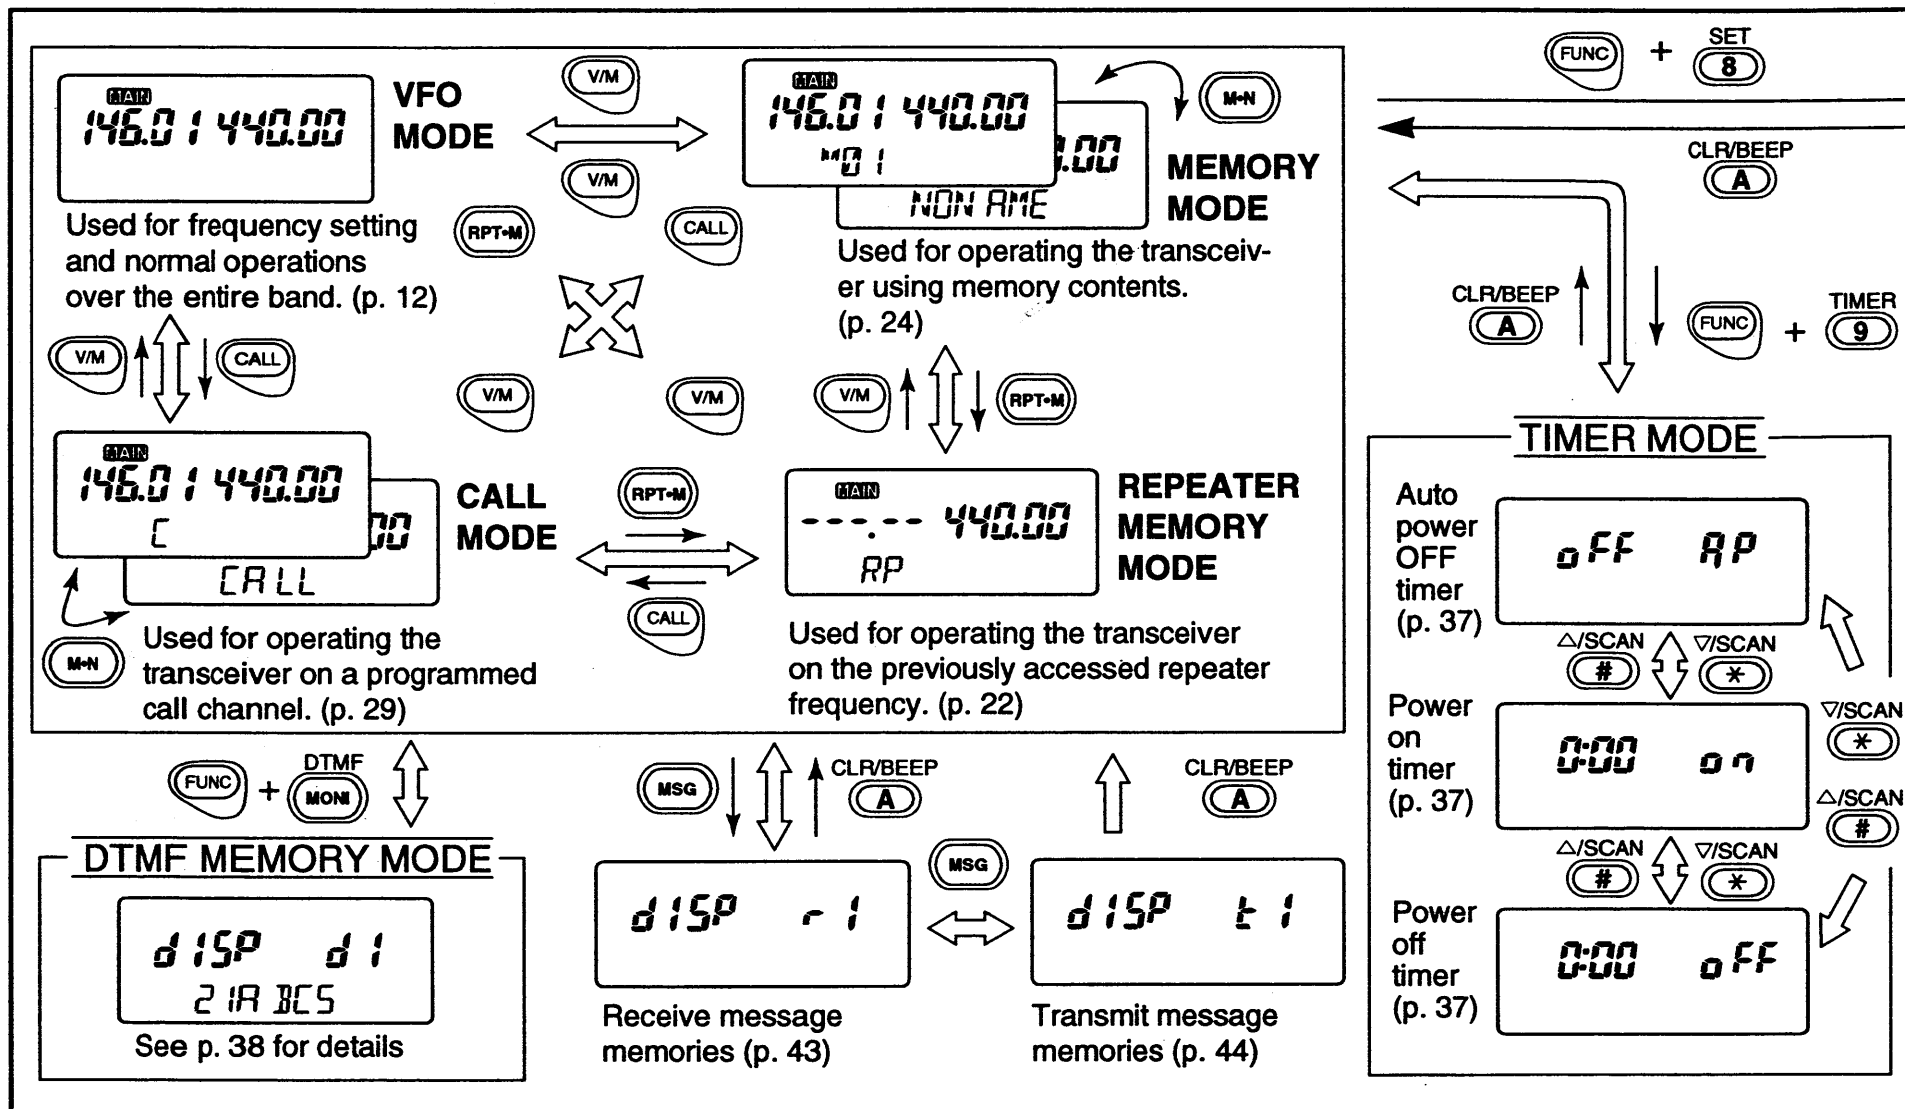 VFO
MODE
MAIN
146.01 440.00
Used for frequency setting
and normal operations
over the entire band. (p. 12)
V/M
V/M
RPT•M
CALL
V/M
V/M
MAIN
146.01 440.00
M01
0.00
NON AME
M•N
MEMORY
MODE
Used for operating the transceiv-
er using memory contents.
(p. 24)
V/M
CALL
V/M
RPT•M
MAIN
146.01 440.00
C
00
CALL
CALL
MODE
M•N
Used for operating the
transceiver on a programmed
call channel. (p. 29)
RPT•M
CALL
MAIN
---.-- 440.00
RP
REPEATER
MEMORY
MODE
Used for operating the transceiver
on the previously accessed repeater
frequency. (p. 22)
FUNC + DTMF
MONI
DTMF MEMORY MODE
dISP d1
21A BCS
See p. 38 for details
MSG
CLR/BEEP
A
dISP r1
Receive message
memories (p. 43)
MSG
CLR/BEEP
A
dISP t1
Transmit message
memories (p. 44)
FUNC + SET
8
CLR/BEEP
A
CLR/BEEP
A
FUNC + TIMER
9
TIMER MODE
Auto
power
OFF
timer
(p. 37)
oFF AP
△/SCAN
#
▽/SCAN
*
Power
on
timer
(p. 37)
0:00 on
▽/SCAN
*
△/SCAN
#
△/SCAN
#
▽/SCAN
*
Power
off
timer
(p. 37)
0:00 oFF